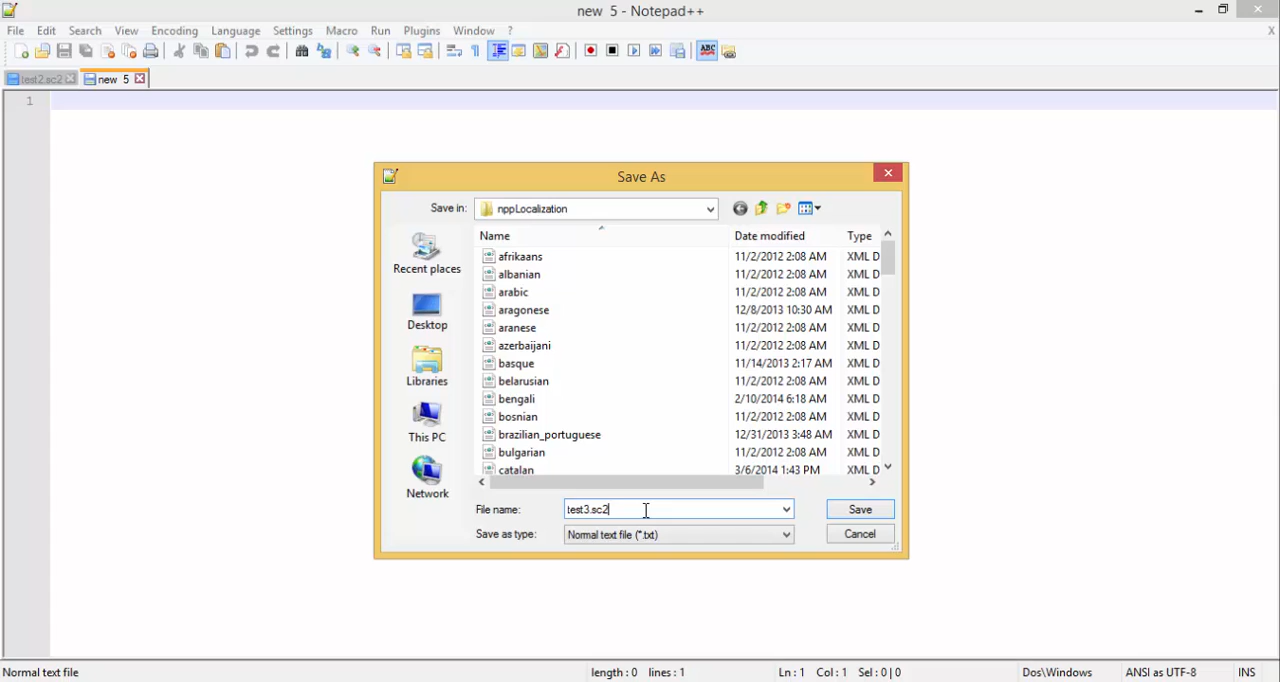 new  5 - Notepad++
File Edit Search View Encoding Language Settings Macro Run Plugins Window ? X
ABC
test2.sc2 new  5
1
Save As
Save in: nppLocalization
Name Date modified Type
afrikaans 11/2/2012 2:08 AM XML D
albanian 11/2/2012 2:08 AM XML D
arabic 11/2/2012 2:08 AM XML D
aragonese 12/8/2013 10:30 AM XML D
aranese 11/2/2012 2:08 AM XML D
azerbaijani 11/2/2012 2:08 AM XML D
basque 11/14/2013 2:17 AM XML D
belarusian 11/2/2012 2:08 AM XML D
bengali 2/10/2014 6:18 AM XML D
bosnian 11/2/2012 2:08 AM XML D
brazilian_portuguese 12/31/2013 3:48 AM XML D
bulgarian 11/2/2012 2:08 AM XML D
catalan 3/6/2014 1:43 PM XML D
Recent places
Desktop
Libraries
This PC
Network
File name: test3.sc2 Save
Save as type: Normal text file (*.txt) Cancel
Normal text file length : 0 lines : 1 Ln : 1 Col : 1 Sel : 0 | 0 Dos\Windows ANSI as UTF-8 INS